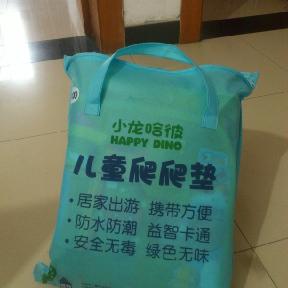 小龙哈彼
HAPPY DINO
儿童爬爬垫
•居家出游 携带方便
•防水防潮 益智卡通
•安全无毒 绿色无味